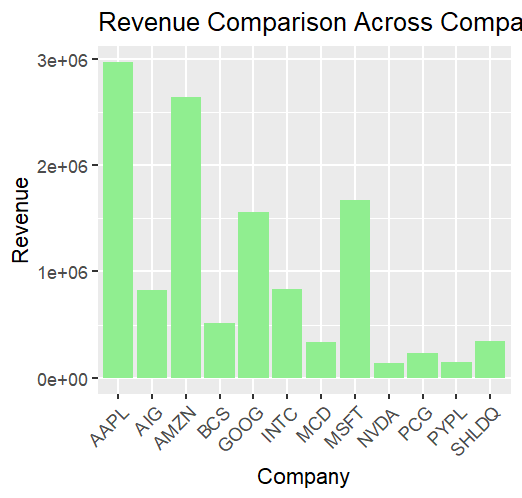 Revenue Comparison Across Compa
3e+06
2e+06
1e+06
0e+00
Revenue
AAPL
AIG
AMZN
BCS
GOOG
INTC
MCD
MSFT
NVDA
PCG
PYPL
SHLDQ
Company